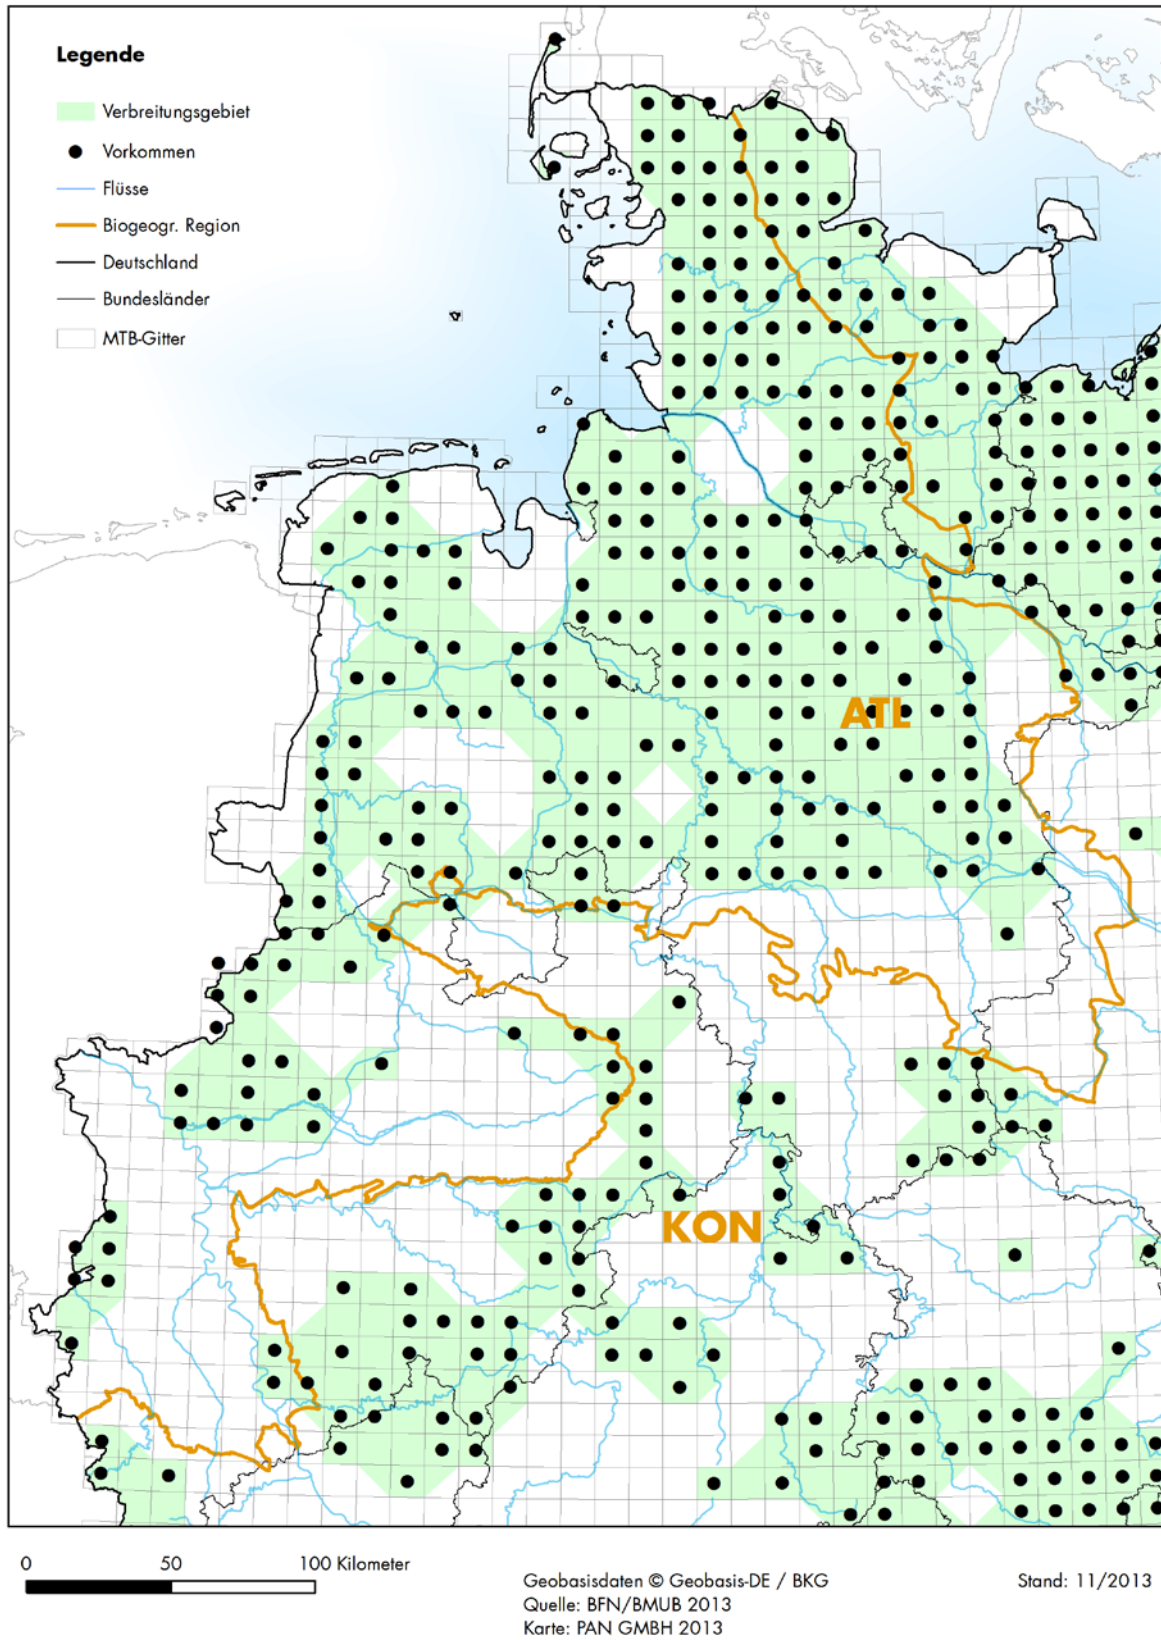 Legende
Verbreitungsgebiet
Vorkommen
Flüsse
Biogeogr. Region
Deutschland
Bundesländer
MTB-Gitter
ATL
KON
0 50 100 Kilometer
Geobasisdaten © Geobasis-DE / BKG
Quelle: BFN/BMUB 2013
Karte: PAN GMBH 2013
Stand: 11/2013